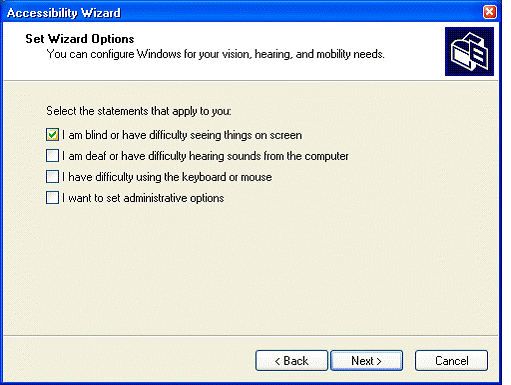 Accessibility Wizard
Set Wizard Options
You can configure Windows for your vision, hearing, and mobility needs.
Select the statements that apply to you:
I am blind or have difficulty seeing things on screen
I am deaf or have difficulty hearing sounds from the computer
I have difficulty using the keyboard or mouse
I want to set administrative options
< Back Next > Cancel